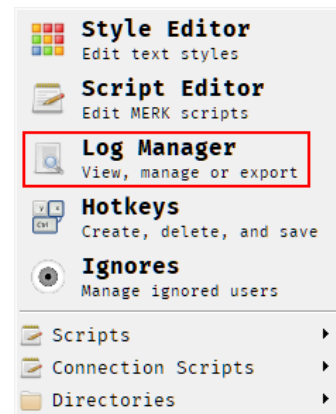 Style Editor
Edit text styles
Script Editor
Edit MERK scripts
Log Manager
View, manage or export
Hotkeys
Create, delete, and save
Ignores
Manage ignored users
Scripts
Connection Scripts
Directories